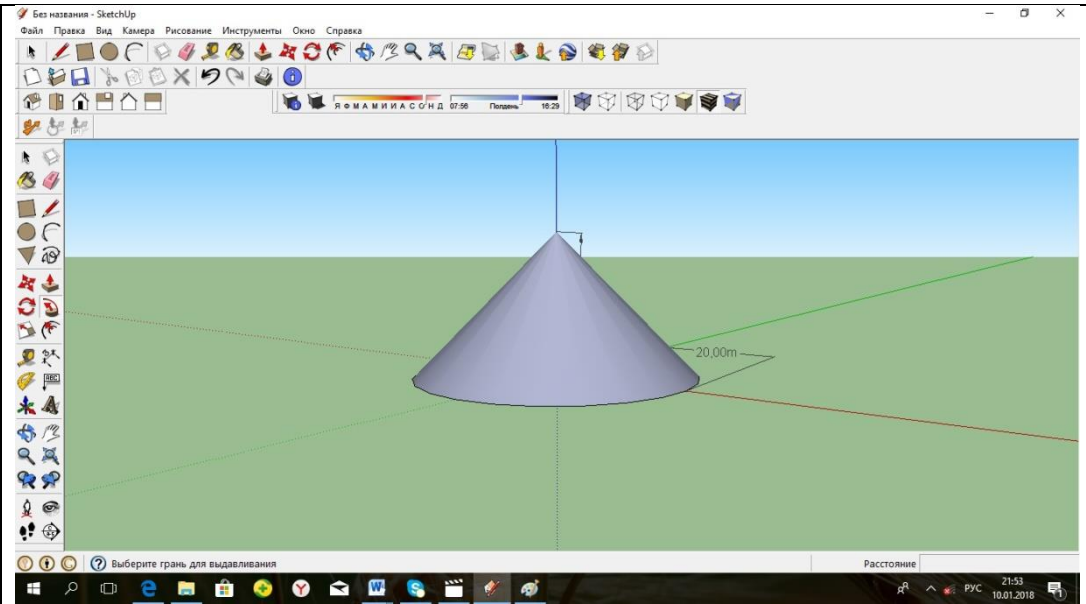 Без названия - SketchUp
Файл Правка Вид Камера Рисование Инструменты Окно Справка
Я Ф М А М И И А С О Н Д 07:56 Полдень 16:29
ABC
20,00m
Выберите грань для выдавливания
Расстояние
РУС
21:53
10.01.2018